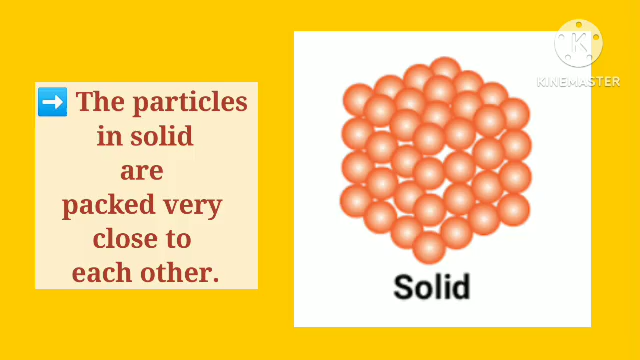 ➡ The particles
in solid
are
packed very
close to
each other.
Solid
KINEMASTER